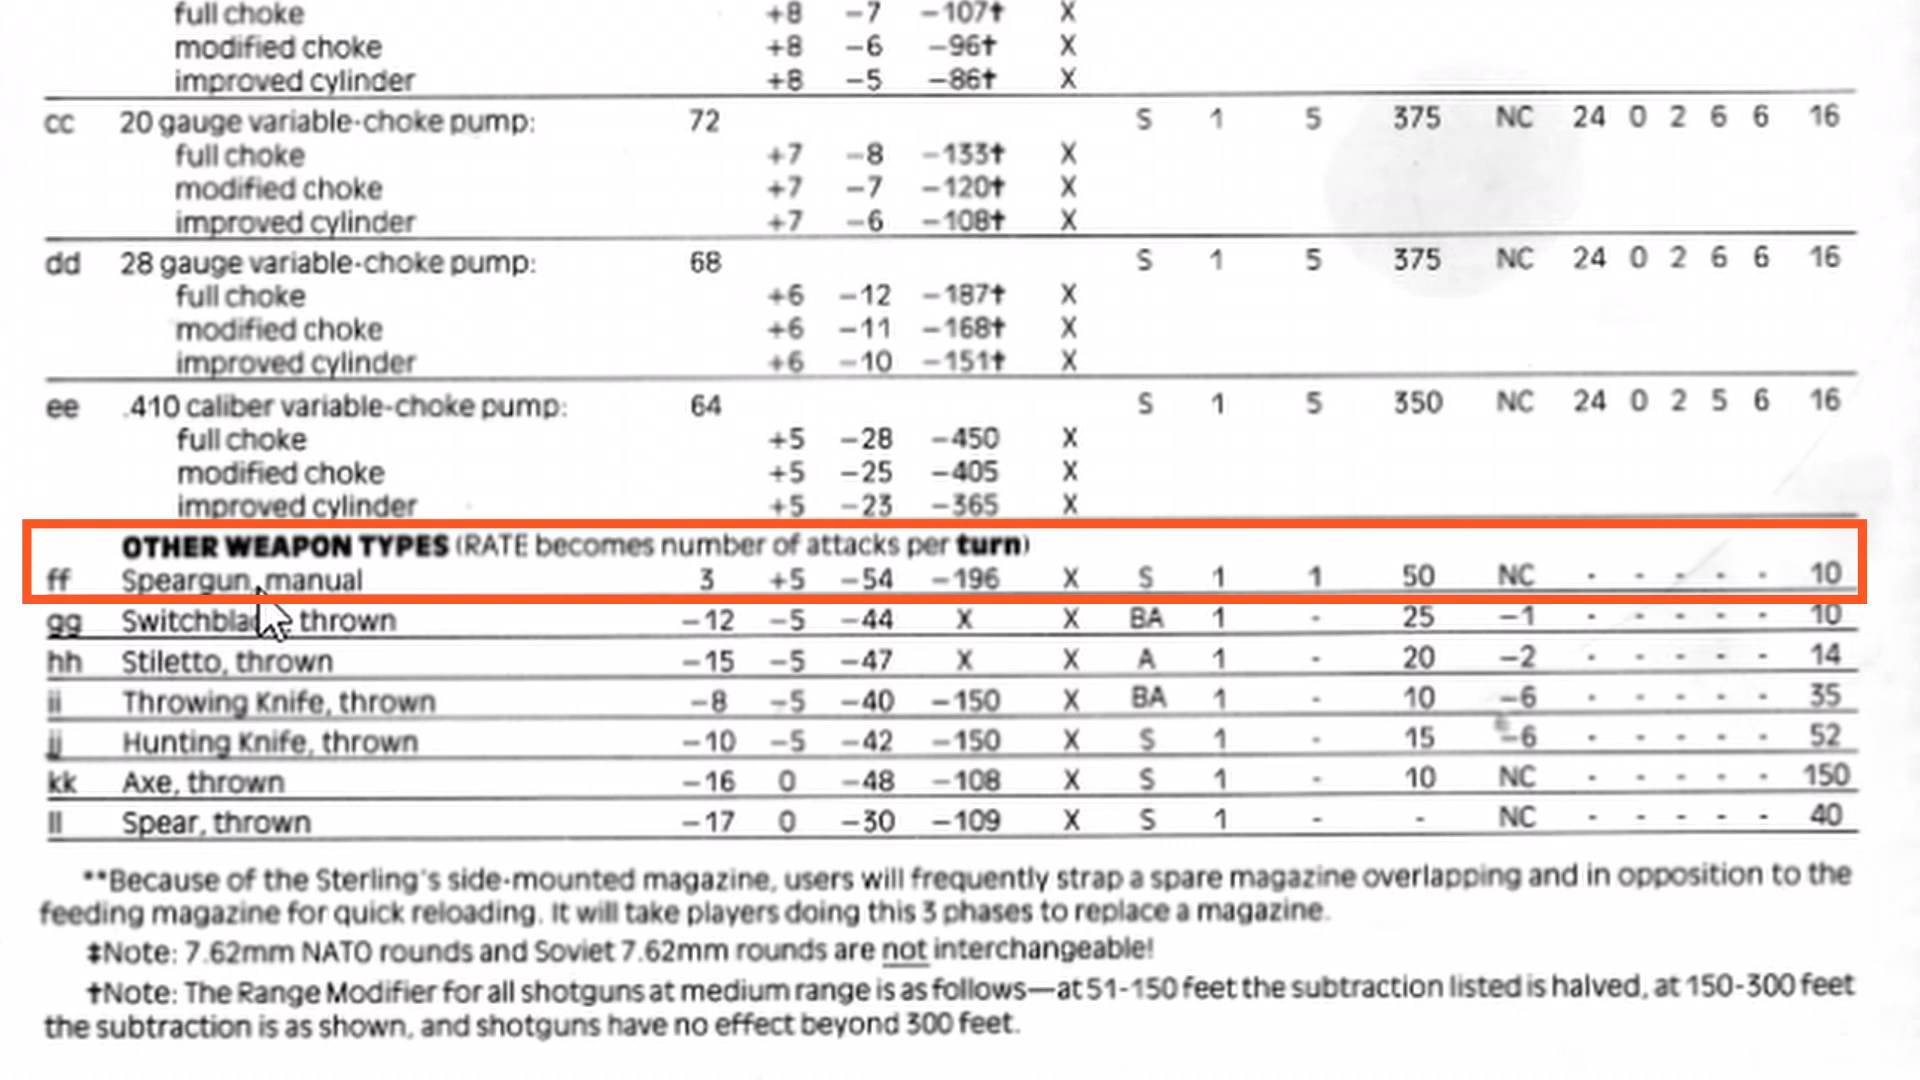 full choke +8 −7 −107† X
modified choke +8 −6 −96† X
improved cylinder +8 −5 −86† X
cc 20 gauge variable-choke pump: 72 S 1 5 375 NC 24 0 2 6 6 16
full choke +7 −8 −133† X
modified choke +7 −7 −120† X
improved cylinder +7 −6 −108† X
dd 28 gauge variable-choke pump: 68 S 1 5 375 NC 24 0 2 6 6 16
full choke +6 −12 −187† X
modified choke +6 −11 −168† X
improved cylinder +6 −10 −151† X
ee .410 caliber variable-choke pump: 64 S 1 5 350 NC 24 0 2 5 6 16
full choke +5 −28 −450 X
modified choke +5 −25 −405 X
improved cylinder +5 −23 −365 X
OTHER WEAPON TYPES (RATE becomes number of attacks per turn)
ff Speargun, manual 3 +5 −54 −196 X S 1 1 50 NC - - - - - 10
gg thrown −12 −5 −44 X X BA 1 - 25 −1 - - - - - 10
hh Stiletto, thrown −15 −5 −47 X X A 1 - 20 −2 - - - - - 14
ii Throwing Knife, thrown −8 −5 −40 −150 X BA 1 - 10 −6 - - - - - 35
jj Hunting Knife, thrown −10 −5 −42 −150 X S 1 - 15 −6 - - - - - 52
kk Axe, thrown −16 0 −48 −108 X S 1 - 10 NC - - - - - 150
ll Spear, thrown −17 0 −30 −109 X S 1 - - NC - - - - - 40
**Because of the Sterling's side-mounted magazine, users will frequently strap a spare magazine overlapping and in opposition to the
feeding magazine for quick reloading. It will take players doing this 3 phases to replace a magazine.
‡Note: 7.62mm NATO rounds and Soviet 7.62mm rounds are not interchangeable!
†Note: The Range Modifier for all shotguns at medium range is as follows—at 51-150 feet the subtraction listed is halved, at 150-300 feet
the subtraction is as shown, and shotguns have no effect beyond 300 feet.